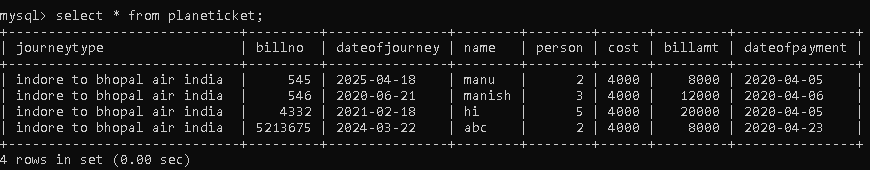 mysql> select * from planeticket;
+---------------------------+---------+---------------+--------+--------+------+---------+---------------+
| journeytype               | billno  | dateofjourney | name   | person | cost | billamt | dateofpayment |
+---------------------------+---------+---------------+--------+--------+------+---------+---------------+
| indore to bhopal air india |     545 | 2025-04-18    | manu   |      2 | 4000 |    8000 | 2020-04-05    |
| indore to bhopal air india |     546 | 2020-06-21    | manish |      3 | 4000 |   12000 | 2020-04-06    |
| indore to bhopal air india |    4332 | 2021-02-18    | hi     |      5 | 4000 |   20000 | 2020-04-05    |
| indore to bhopal air india | 5213675 | 2024-03-22    | abc    |      2 | 4000 |    8000 | 2020-04-23    |
+---------------------------+---------+---------------+--------+--------+------+---------+---------------+
4 rows in set (0.00 sec)